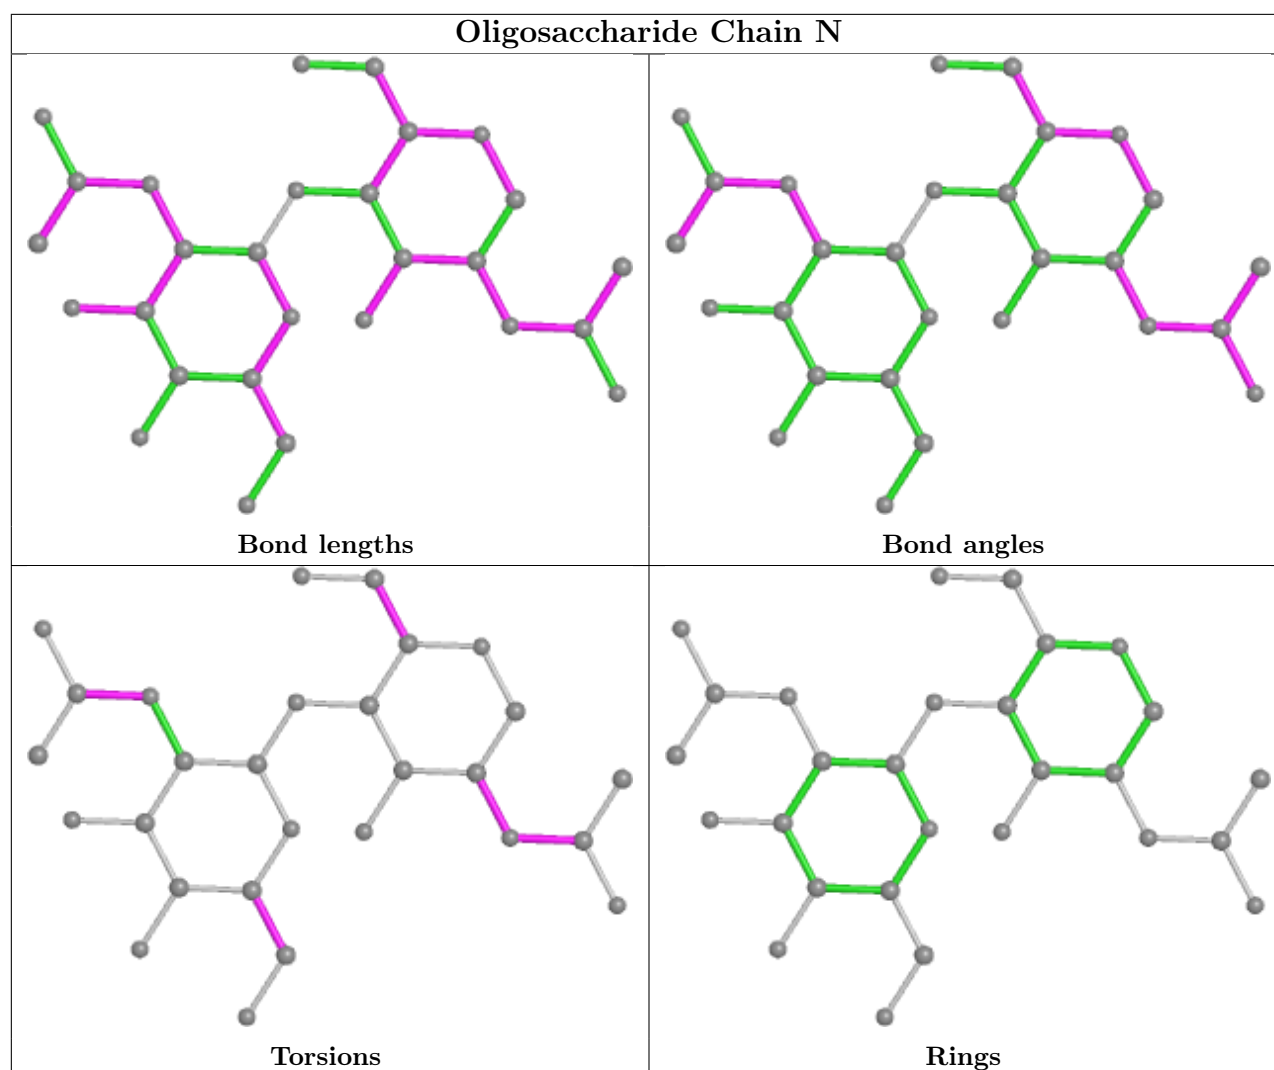 Oligosaccharide Chain N
Bond lengths
Bond angles
Torsions
Rings